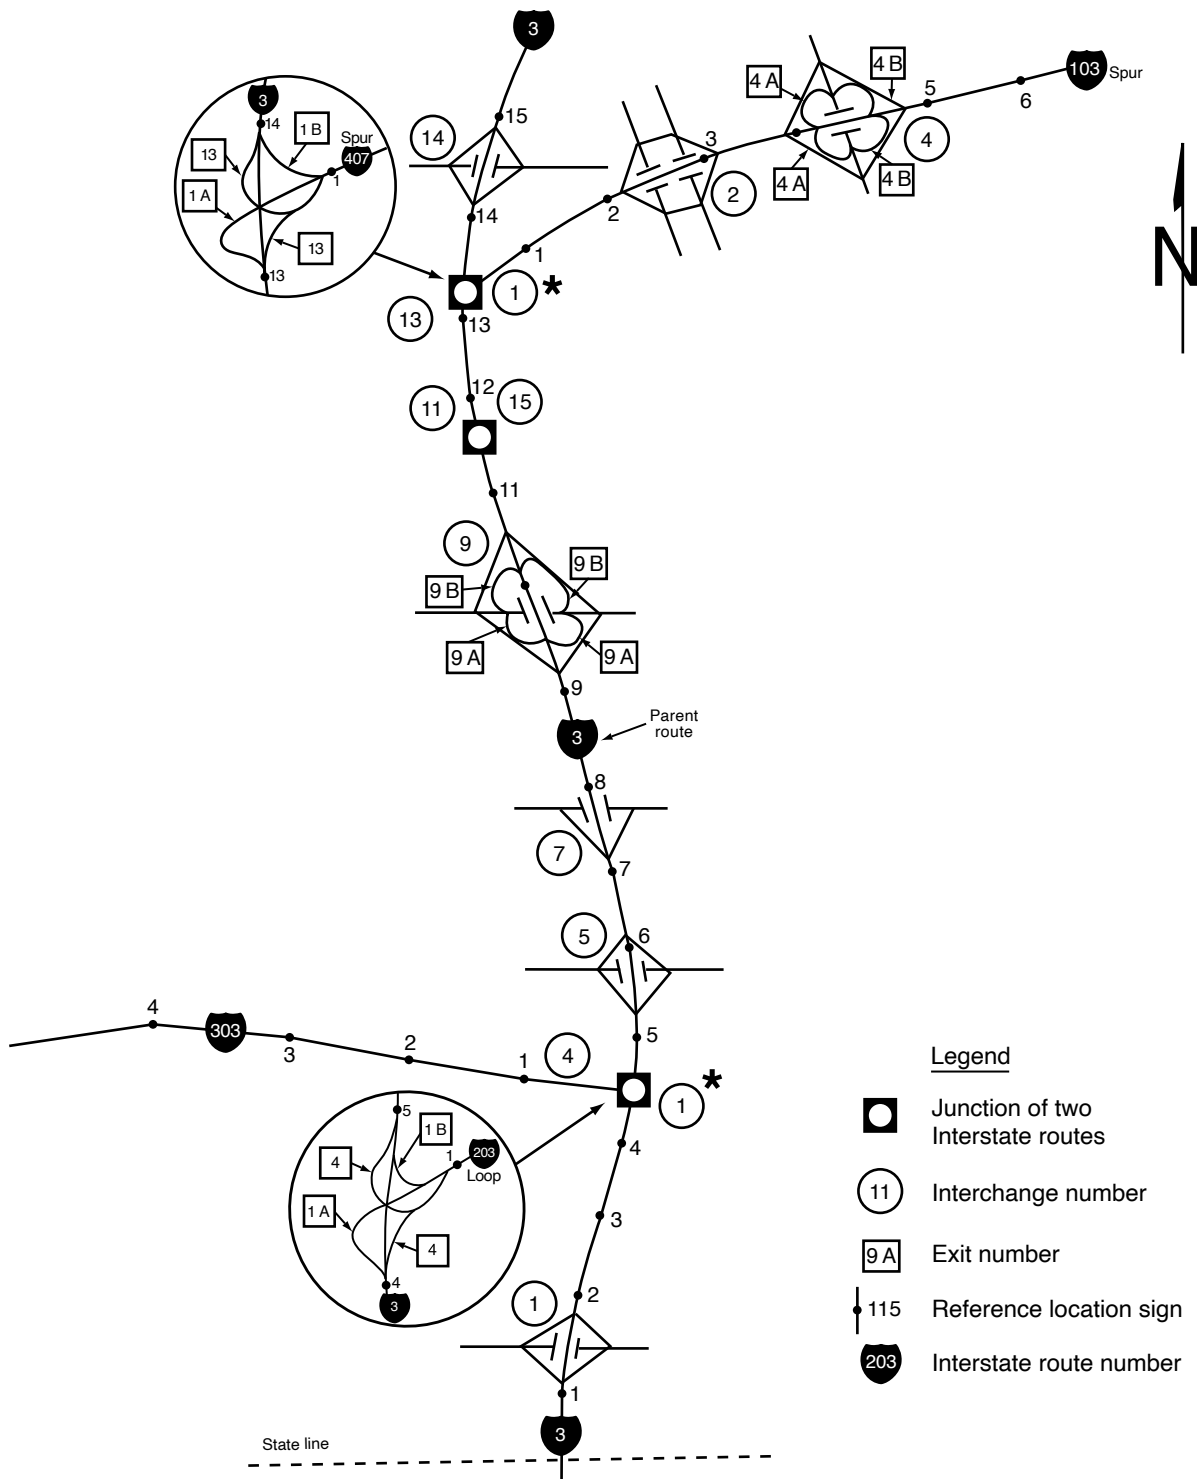 3
15
14
14
3
14
1 B
Spur
407
13
1
1 A
13
13
103
Spur
6
5
4 B
4 A
4
4 A
4 B
3
2
2
1
1
*
13
13
12
11
15
11
9
9 B
9 B
9 A
9 A
9
3
Parent
route
8
7
7
5
6
5
4
303
3
2
1
4
4
1
*
5
1 B
4
1
203
Loop
1 A
4
4
3
4
3
2
1
1
3
State line
N
Legend
Junction of two
Interstate routes
11
Interchange number
9 A
Exit number
115
Reference location sign
203
Interstate route number